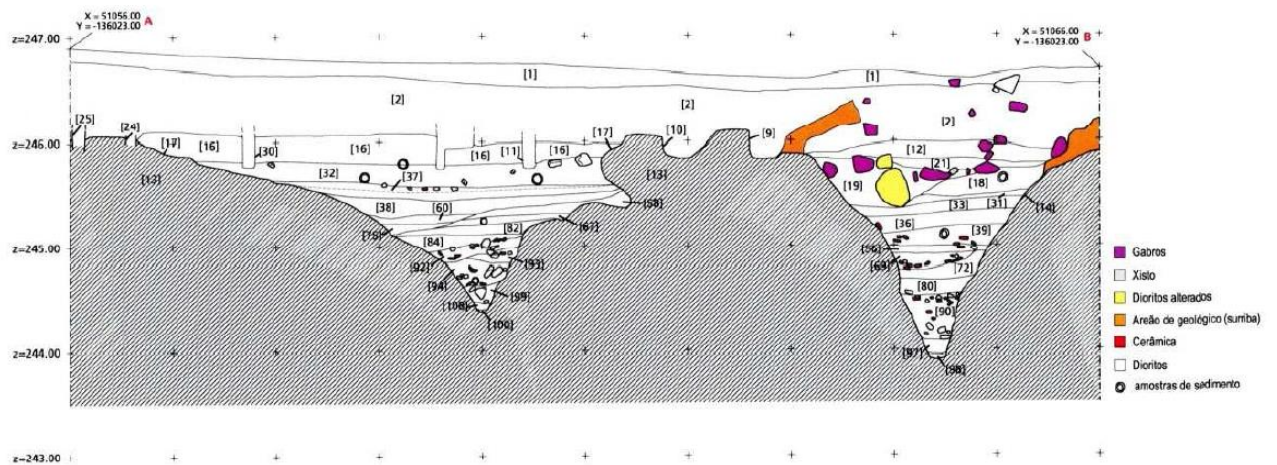 X = 51056.00 A
Y = -136023.00
X = 51066.00 B
Y = -136023.00
z=247.00
[1] [1]
[2] [2] [2]
[25] [24] [17] [16] [30] [16] [16] [11] [16] [17] [10] [9]
z=246.00
[12]
[13] [32] [37] [13] [19] [21] [18]
[38] [60] [58] [33] [31] [14]
[82] [67] [36] [39]
z=245.00
[84] [56]
[92] [93] [69] [72]
[94] [99] [80]
[100] [90]
z=244.00
[97]
[98]
z=243.00
Gabros
Xisto
Dioritos alterados
Areão de geológico (surriba)
Cerâmica
Dioritos
amostras de sedimento